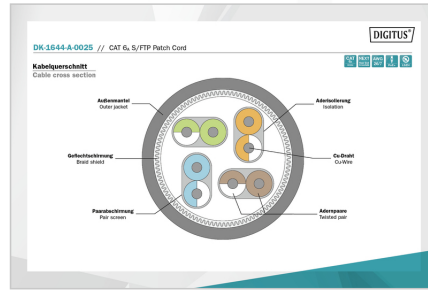 DIGITUS®
DK-1644-A-0025 // CAT 6A S/FTP Patch Cord
Kabelquerschnitt
Cable cross section
Außenmantel
Outer jacket
Aderisolierung
Isolation
Geflechtschirmung
Braid shield
Cu-Draht
Cu-Wire
Paarabschirmung
Pair screen
Adernpaare
Twisted pair